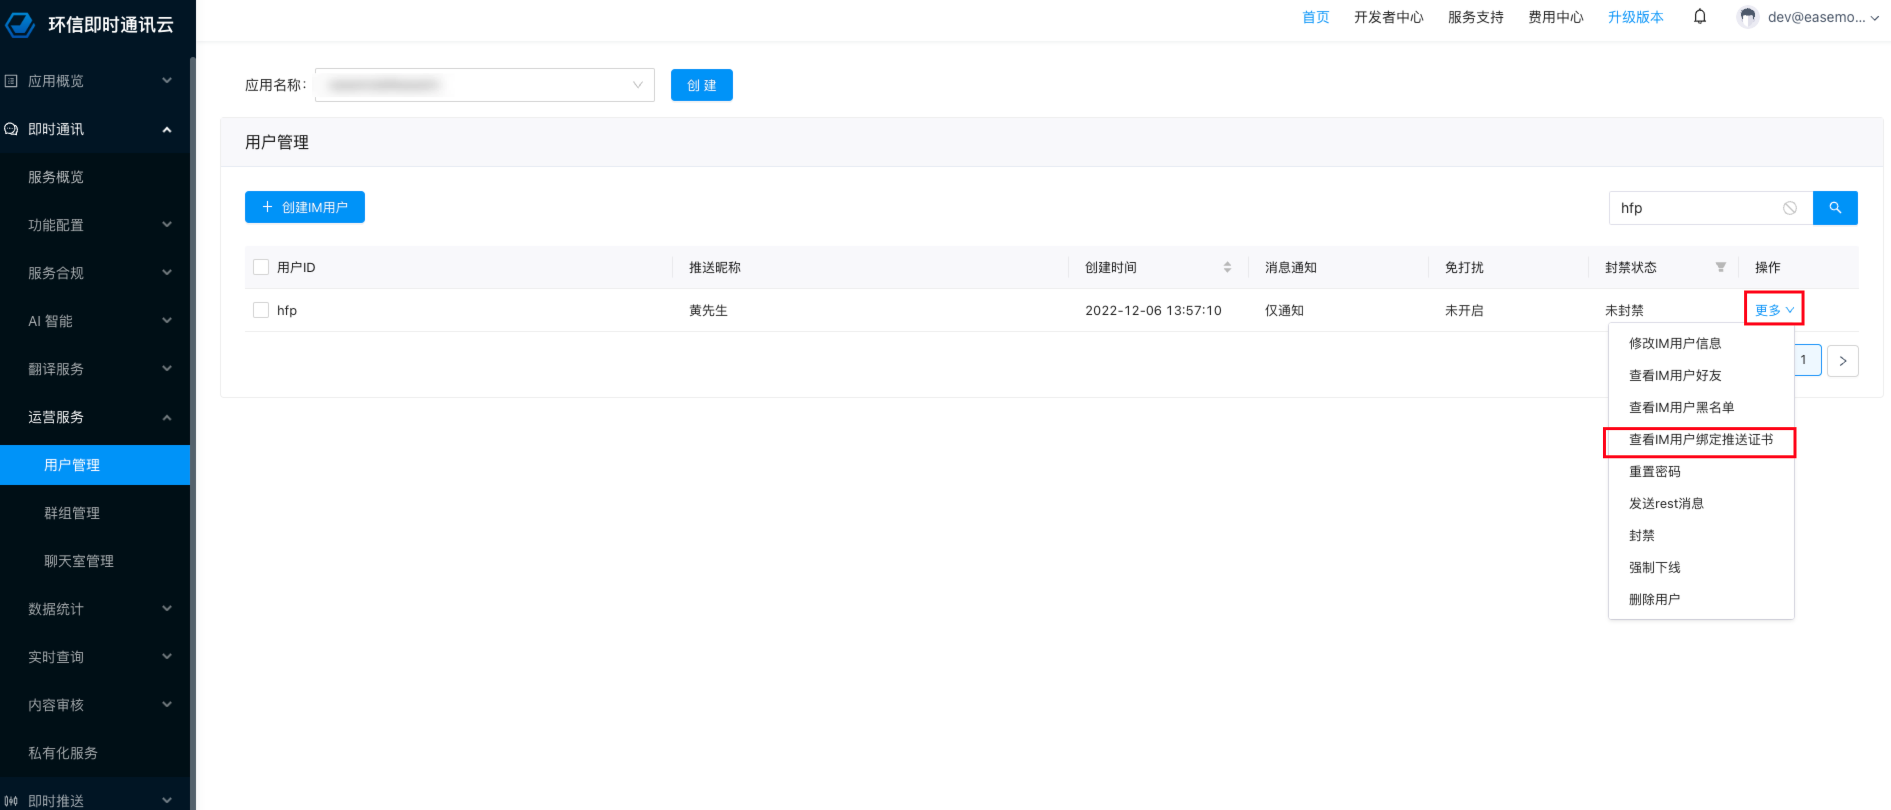 环信即时通讯云
首页 开发者中心 服务支持 费用中心 升级版本 dev@easemo...
应用概览
即时通讯
服务概览
功能配置
服务合规
AI 智能
翻译服务
运营服务
用户管理
群组管理
聊天室管理
数据统计
实时查询
内容审核
私有化服务
即时推送
应用名称：
创 建
用户管理
创建IM用户
hfp
用户ID 推送昵称 创建时间 消息通知 免打扰 封禁状态 操作
hfp 黄先生 2022-12-06 13:57:10 仅通知 未开启 未封禁 更多
修改IM用户信息
查看IM用户好友
查看IM用户黑名单
查看IM用户绑定推送证书
重置密码
发送rest消息
封禁
强制下线
删除用户
1